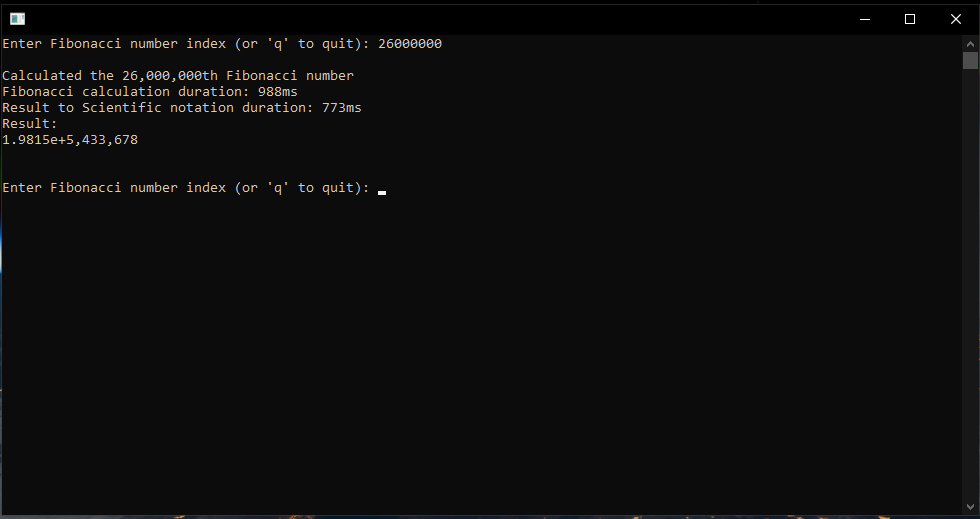 Enter Fibonacci number index (or 'q' to quit): 26000000
Calculated the 26,000,000th Fibonacci number
Fibonacci calculation duration: 988ms
Result to Scientific notation duration: 773ms
Result:
1.9815e+5,433,678
Enter Fibonacci number index (or 'q' to quit):